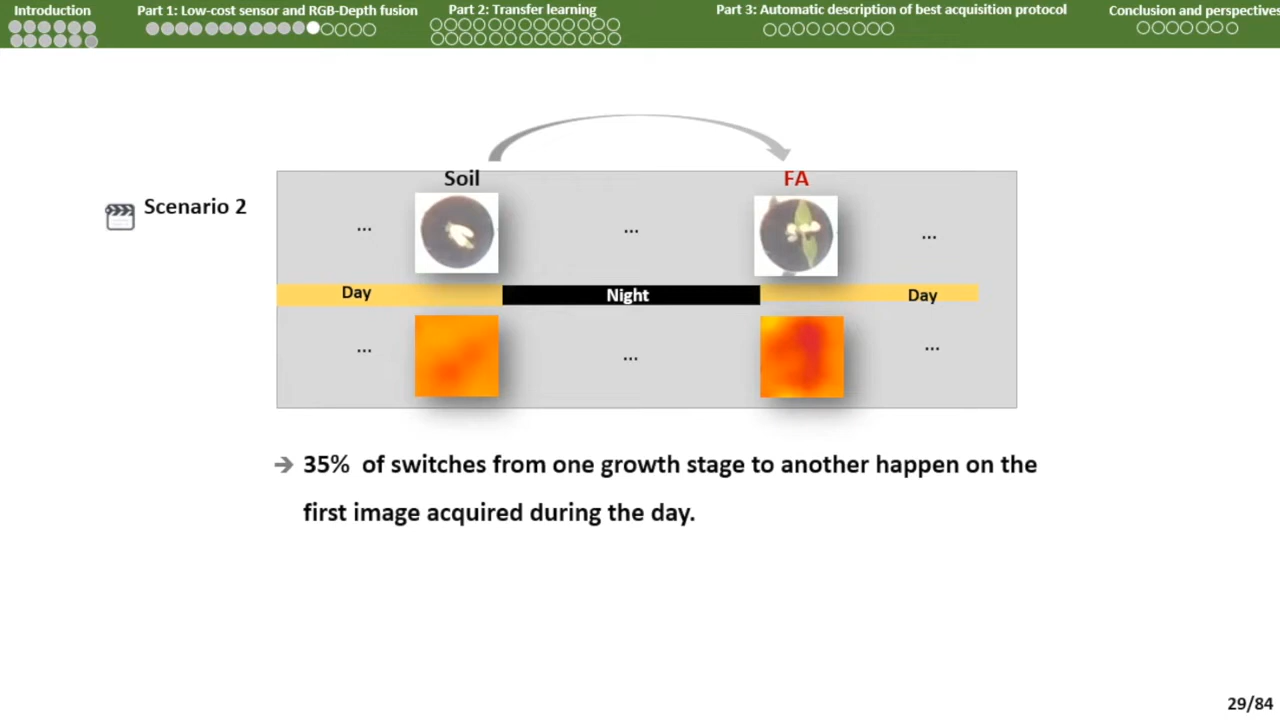 Introduction
Part 1: Low-cost sensor and RGB-Depth fusion
Part 2: Transfer learning
Part 3: Automatic description of best acquisition protocol
Conclusion and perspectives
Scenario 2
Soil
FA
... ... ...
Day
Night
Day
... ... ...
35% of switches from one growth stage to another happen on the
first image acquired during the day.
29/84